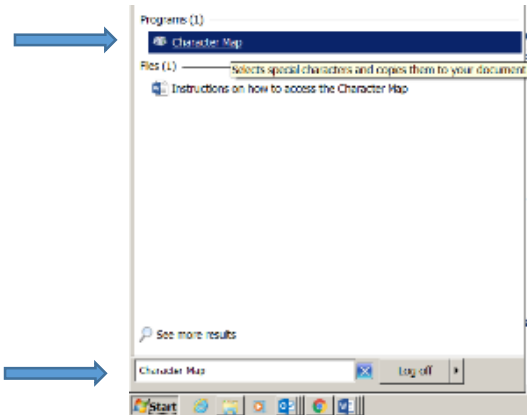 Programs (1)
Character Map
Files (1)
Selects special characters and copies them to your document
Instructions on how to access the Character Map
See more results
Character Map
Log off
Start